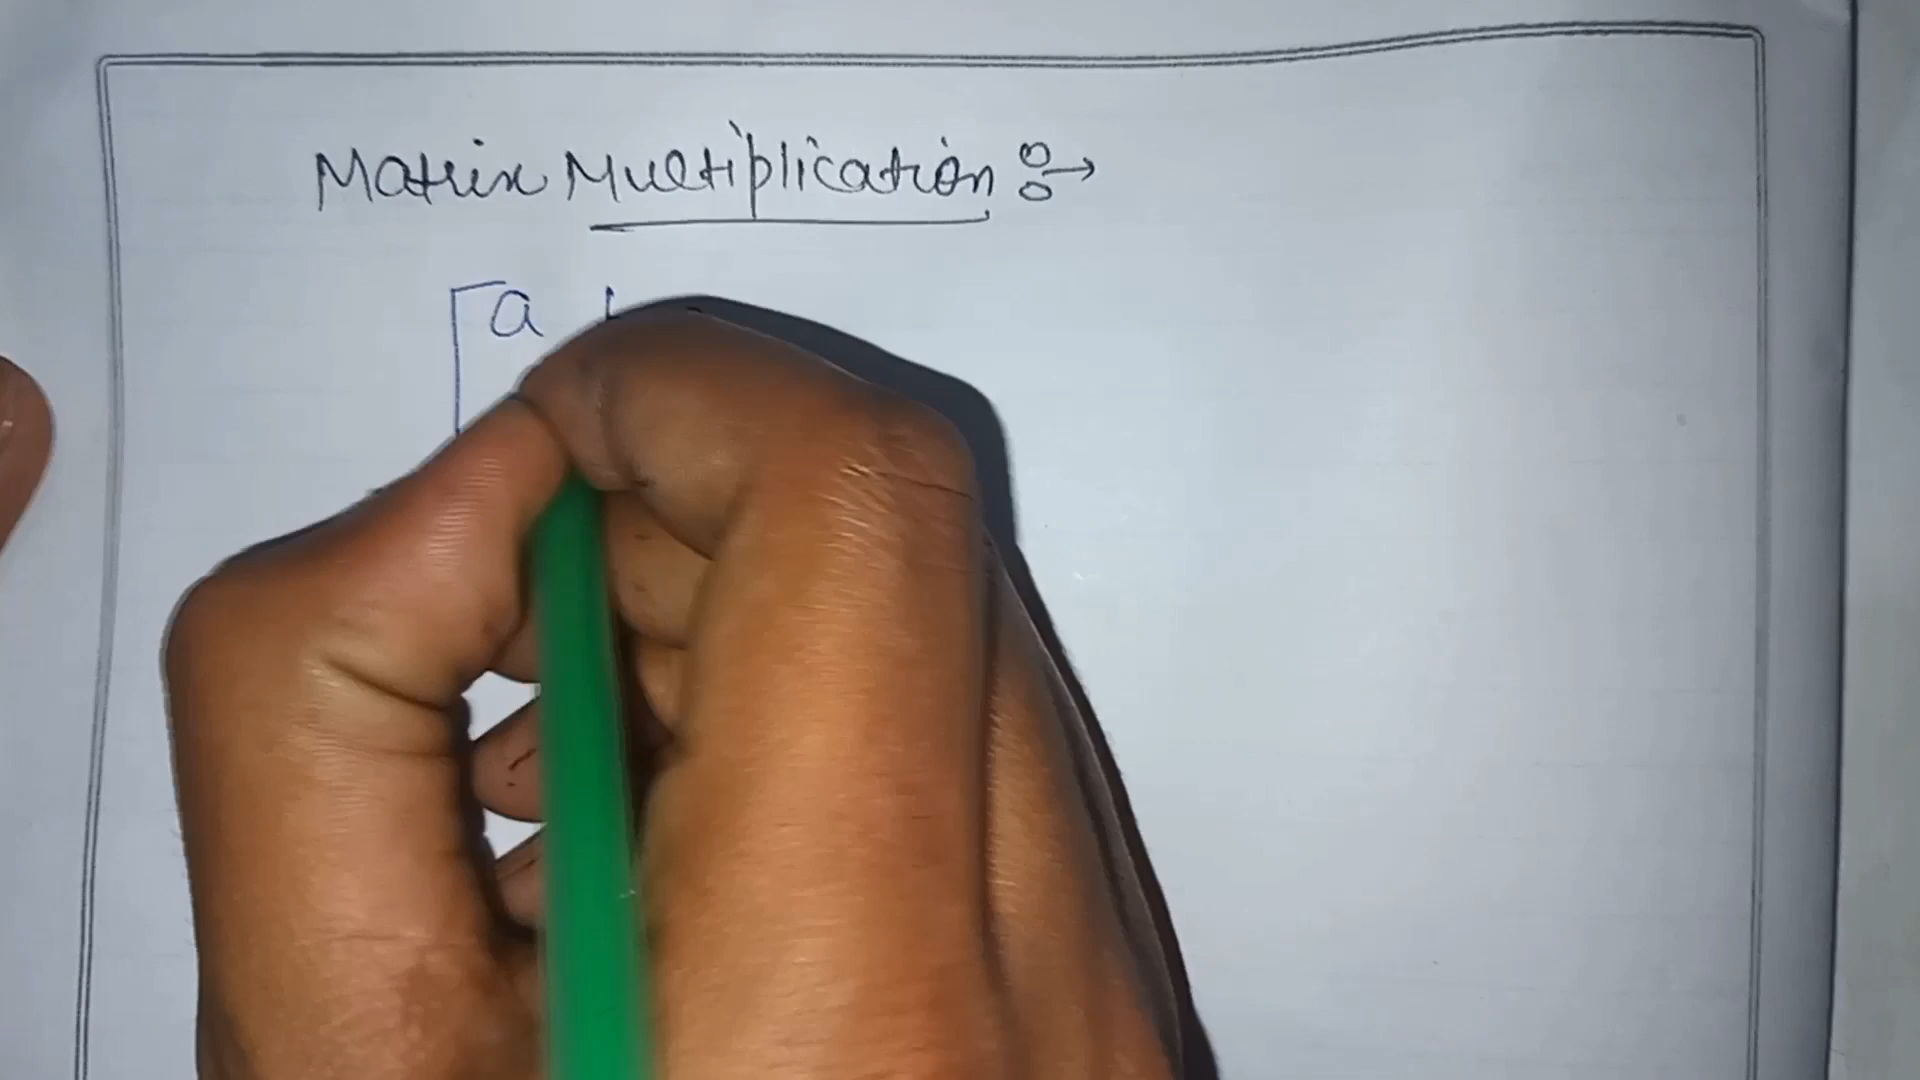 Matrix Multiplication :→
[a